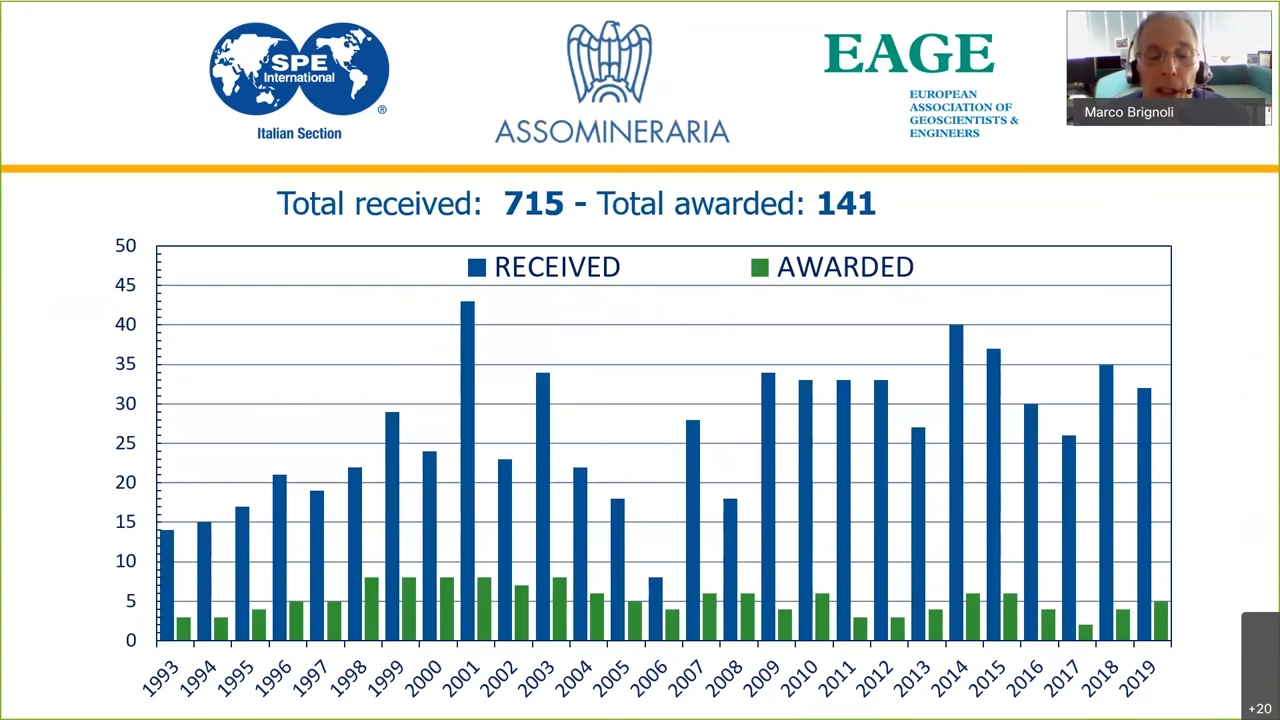 SPE
International
®
Italian Section
ASSOMINERARIA
EAGE
EUROPEAN
ASSOCIATION OF
GEOSCIENTISTS &
ENGINEERS
Marco Brignoli
Total received: 715 - Total awarded: 141
RECEIVED AWARDED
50
45
40
35
30
25
20
15
10
5
0
1993 1994 1995 1996 1997 1998 1999 2000 2001 2002 2003 2004 2005 2006 2007 2008 2009 2010 2011 2012 2013 2014 2015 2016 2017 2018 2019
+20